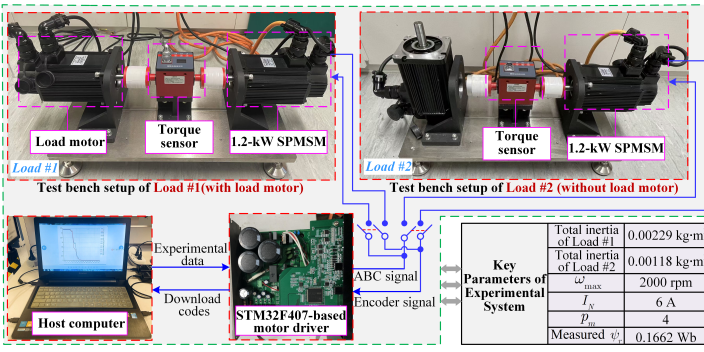 Load motor
Torque
sensor
1.2-kW SPMSM
Load #1
Test bench setup of Load #1(with load motor)
Torque
sensor
1.2-kW SPMSM
Load #2
Test bench setup of Load #2 (without load motor)
Experimental
data
Download
codes
Host computer
STM32F407-based
motor driver
ABC signal
Encoder signal
Key
Parameters of
Experimental
System
Total inertia
of Load #1
0.00229 kg·m
Total inertia
of Load #2
0.00118 kg·m
ω_max
2000 rpm
I_N
6 A
p_m
4
Measured ψ_r
0.1662 Wb